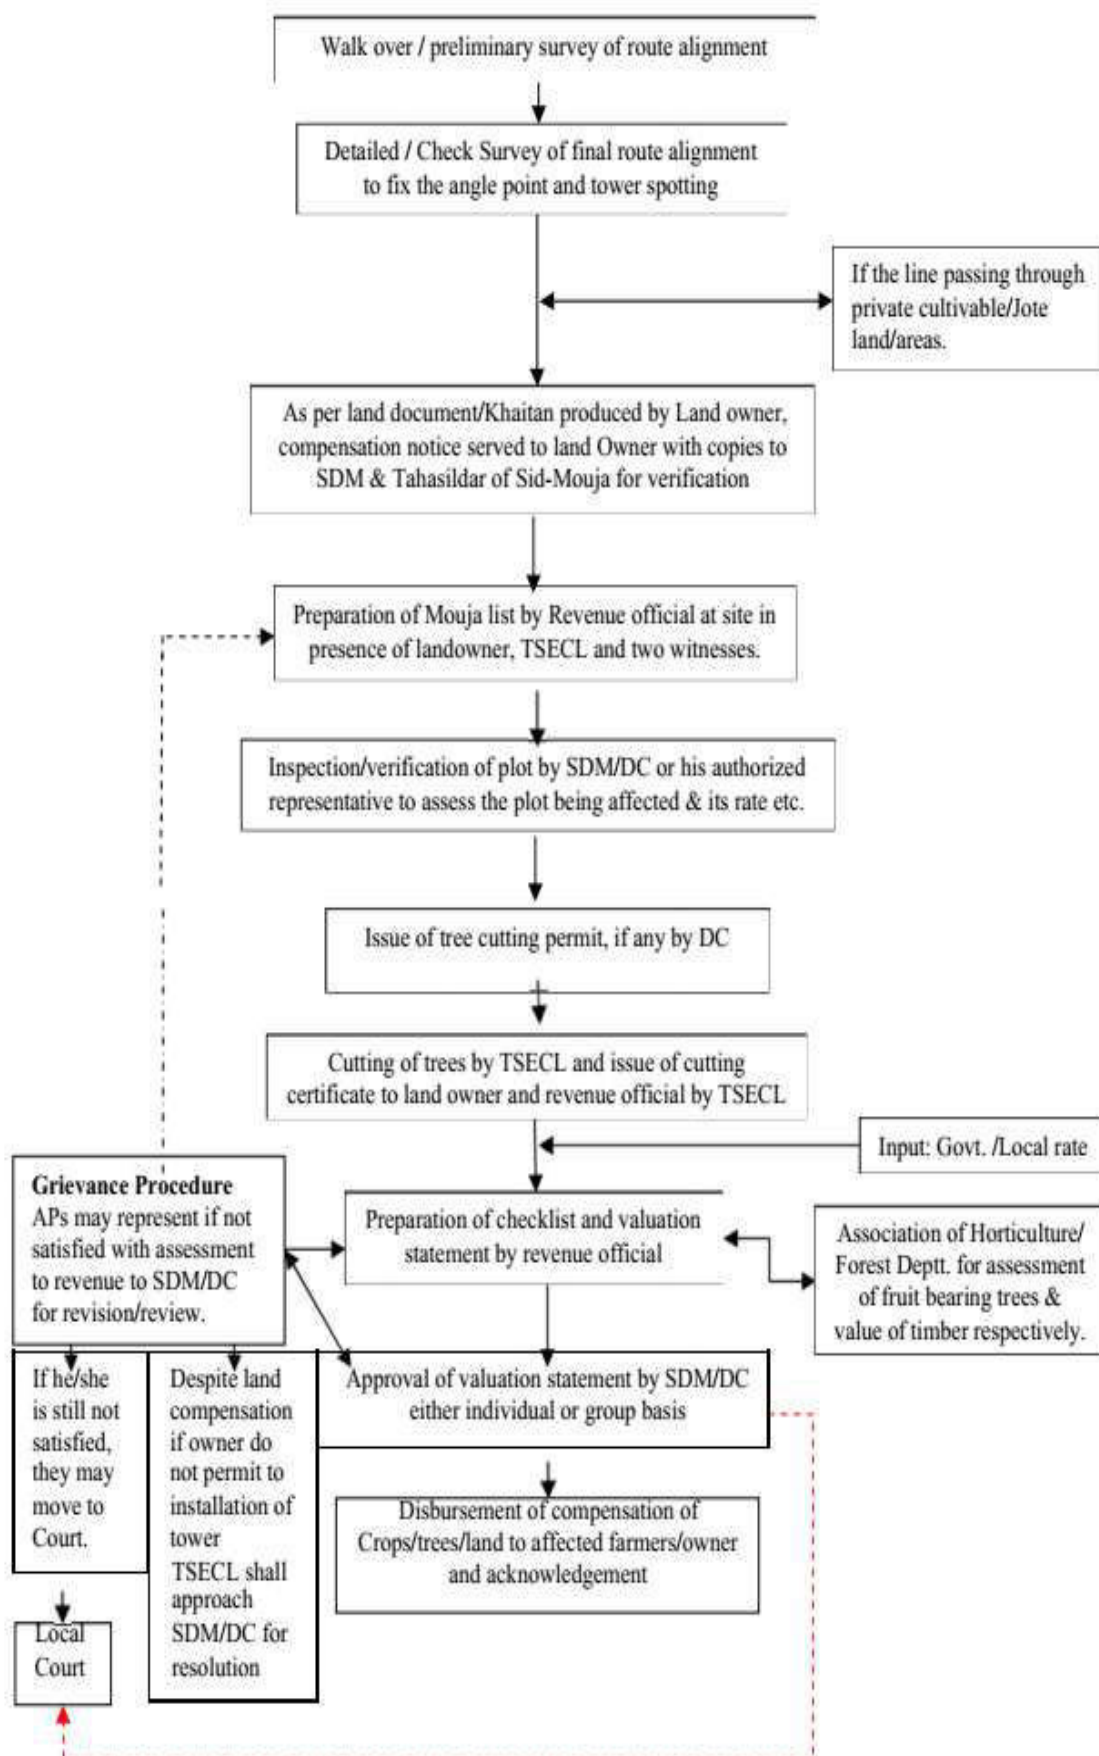 Walk over / preliminary survey of route alignment
Detailed / Check Survey of final route alignment
to fix the angle point and tower spotting
If the line passing through
private cultivable/Jote
land/areas.
As per land document/Khaitan produced by Land owner,
compensation notice served to land Owner with copies to
SDM & Tahasildar of Sid-Mouja for verification
Preparation of Mouja list by Revenue official at site in
presence of landowner, TSECL and two witnesses.
Inspection/verification of plot by SDM/DC or his authorized
representative to assess the plot being affected & its rate etc.
Issue of tree cutting permit, if any by DC
Cutting of trees by TSECL and issue of cutting
certificate to land owner and revenue official by TSECL
Input: Govt. /Local rate
Grievance Procedure
APs may represent if not
satisfied with assessment
to revenue to SDM/DC
for revision/review.
Preparation of checklist and valuation
statement by revenue official
Association of Horticulture/
Forest Deptt. for assessment
of fruit bearing trees &
value of timber respectively.
If he/she
is still not
satisfied,
they may
move to
Court.
Despite land
compensation
if owner do
not permit to
installation of
tower
TSECL shall
approach
SDM/DC for
resolution
Approval of valuation statement by SDM/DC
either individual or group basis
Disbursement of compensation of
Crops/trees/land to affected farmers/owner
and acknowledgement
Local
Court